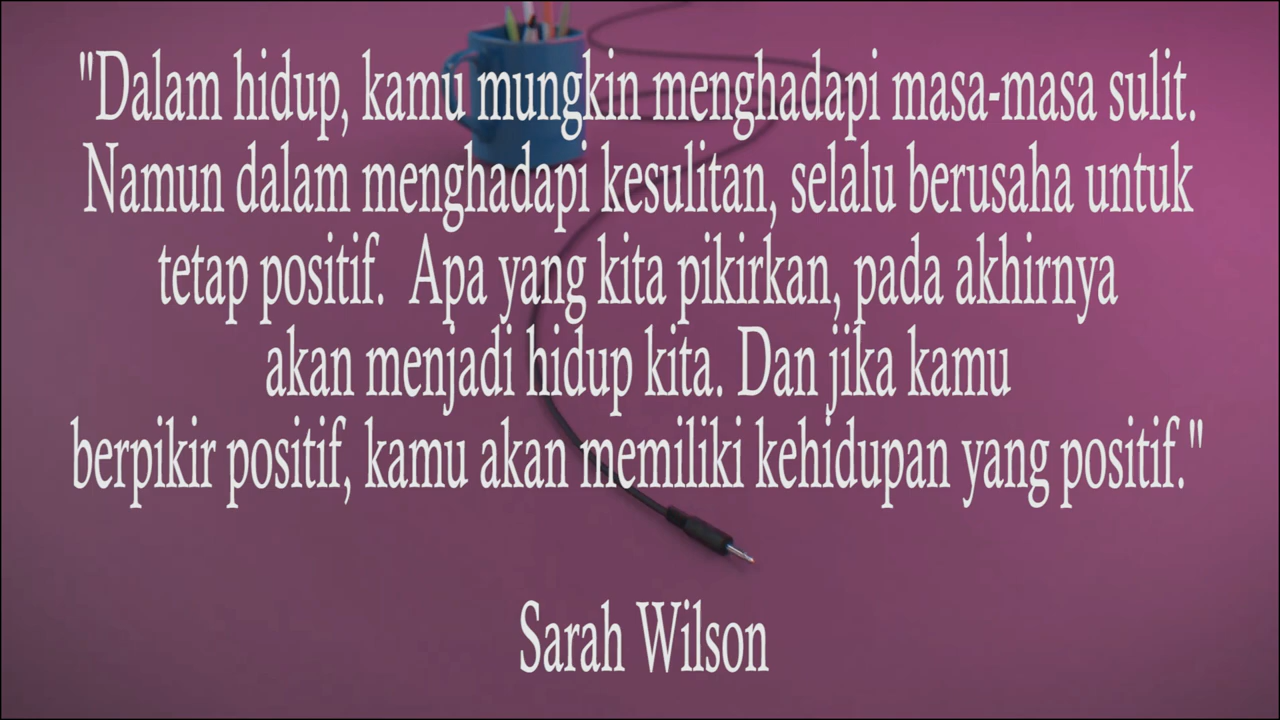 "Dalam hidup, kamu mungkin menghadapi masa-masa sulit.
Namun dalam menghadapi kesulitan, selalu berusaha untuk
tetap positif.  Apa yang kita pikirkan, pada akhirnya
akan menjadi hidup kita. Dan jika kamu
berpikir positif, kamu akan memiliki kehidupan yang positif."
Sarah Wilson